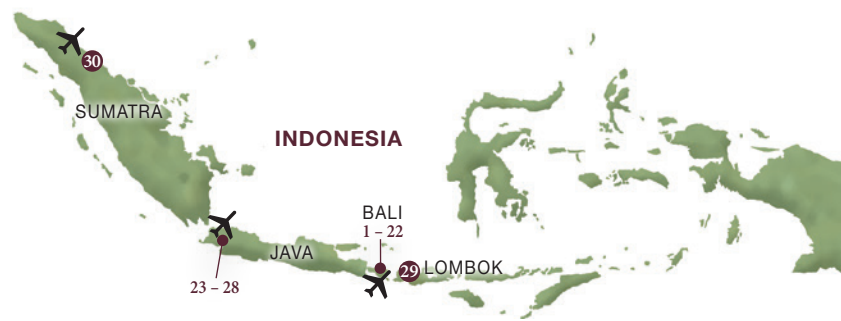 30
SUMATRA
INDONESIA
BALI
1 – 22
JAVA
29 LOMBOK
23 – 28